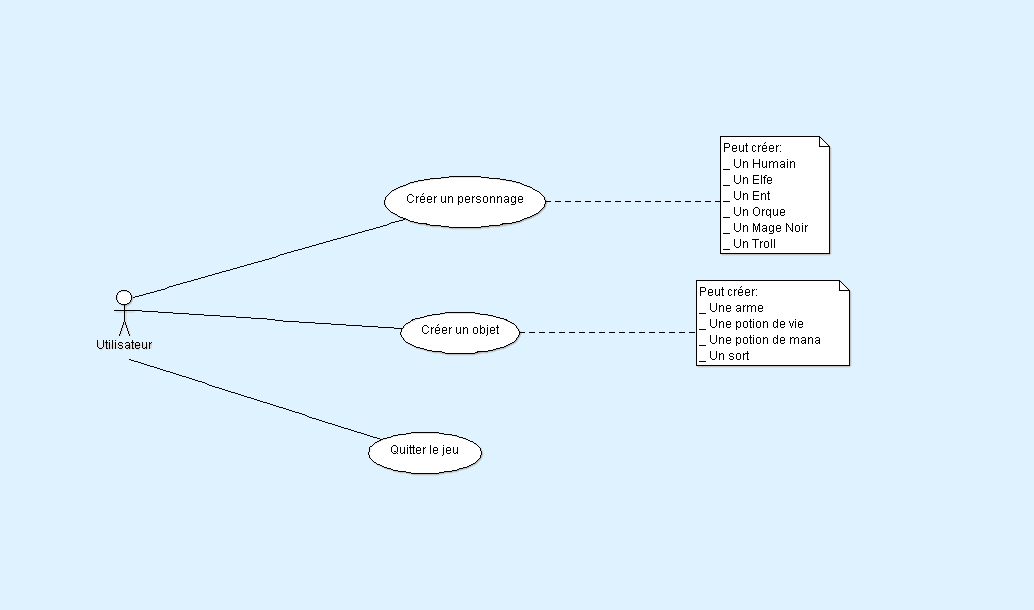 Peut créer:
_ Un Humain
_ Un Elfe
_ Un Ent
_ Un Orque
_ Un Mage Noir
_ Un Troll
Créer un personnage
Peut créer:
_ Une arme
_ Une potion de vie
_ Une potion de mana
_ Un sort
Créer un objet
Utilisateur
Quitter le jeu